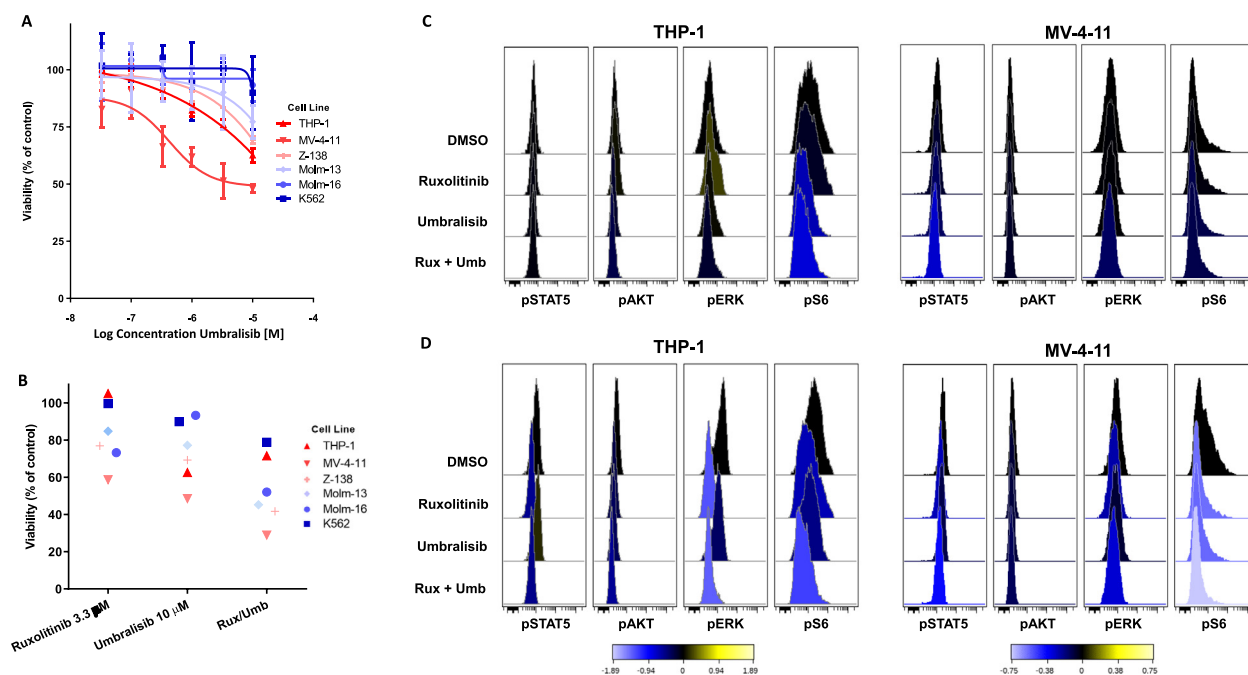 A
100
75
50
25
0
Viability (% of control)
-8
-7
-6
-5
-4
-3
Log Concentration Umbralisib [M]
Cell Line
THP-1
MV-4-11
Z-138
Molm-13
Molm-16
K562
B
100
80
60
40
20
0
Viability (% of control)
Ruxolitinib 3.3 μM
Umbralisib 10 μM
Rux/Umb
Cell Line
THP-1
MV-4-11
Z-138
Molm-13
Molm-16
K562
C
THP-1
MV-4-11
DMSO
Ruxolitinib
Umbralisib
Rux + Umb
pSTAT5 pAKT pERK pS6
pSTAT5 pAKT pERK pS6
D
THP-1
MV-4-11
DMSO
Ruxolitinib
Umbralisib
Rux + Umb
pSTAT5 pAKT pERK pS6
pSTAT5 pAKT pERK pS6
-1.89 -0.94 0 0.94 1.89
-0.75 -0.38 0 0.38 0.75